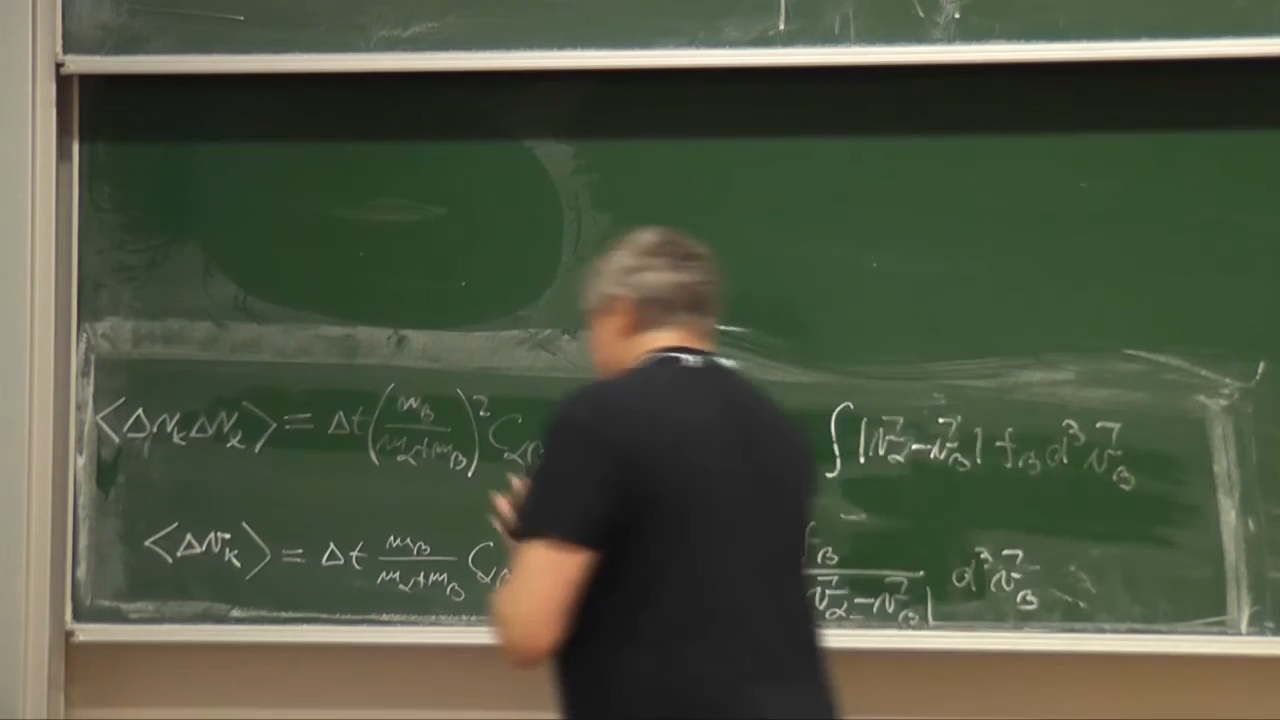 ⟨Δv_k Δv_ℓ⟩ = Δt (m_β / (m_α + m_β))² C_αβ ∫ |v⃗_α − v⃗_β| f_β d³v⃗_β
⟨Δv_k⟩ = Δt m_β / (m_α + m_β) C_αβ f_β / |v⃗_α − v⃗_β| d³v⃗_β